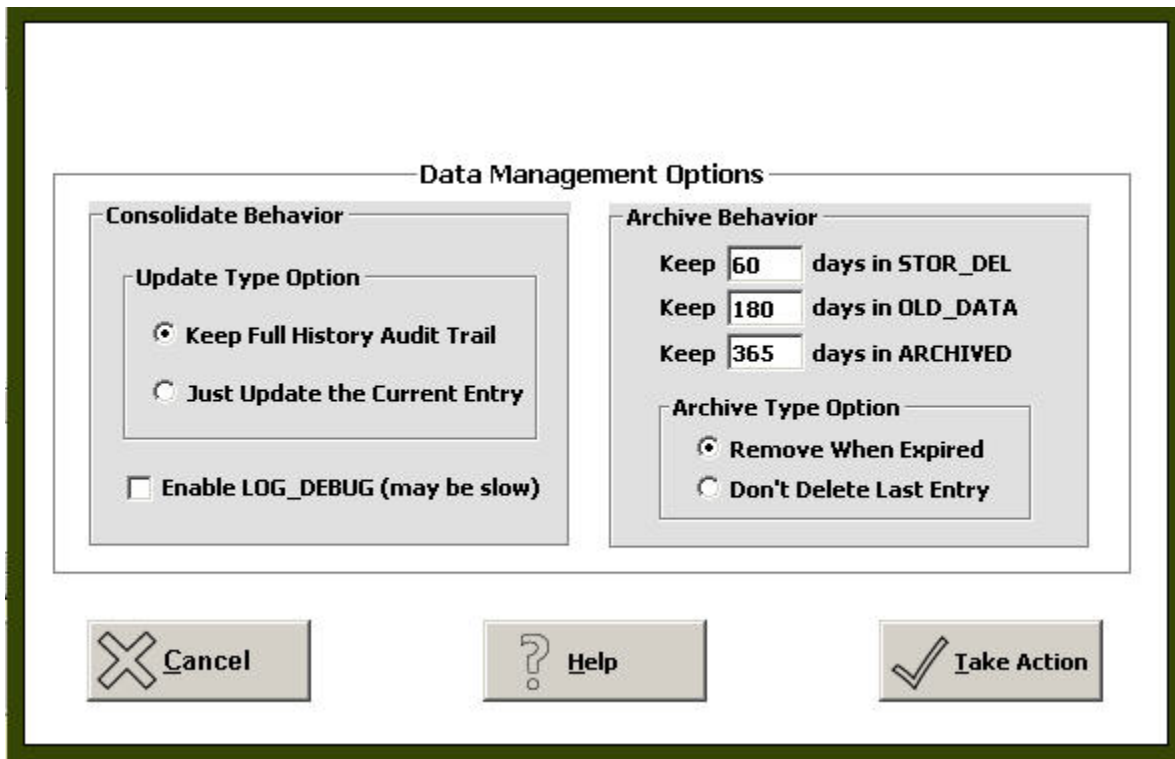 Data Management Options
Consolidate Behavior
Update Type Option
Keep Full History Audit Trail
Just Update the Current Entry
Enable LOG_DEBUG (may be slow)
Archive Behavior
Keep 60 days in STOR_DEL
Keep 180 days in OLD_DATA
Keep 365 days in ARCHIVED
Archive Type Option
Remove When Expired
Don't Delete Last Entry
Cancel
Help
Take Action